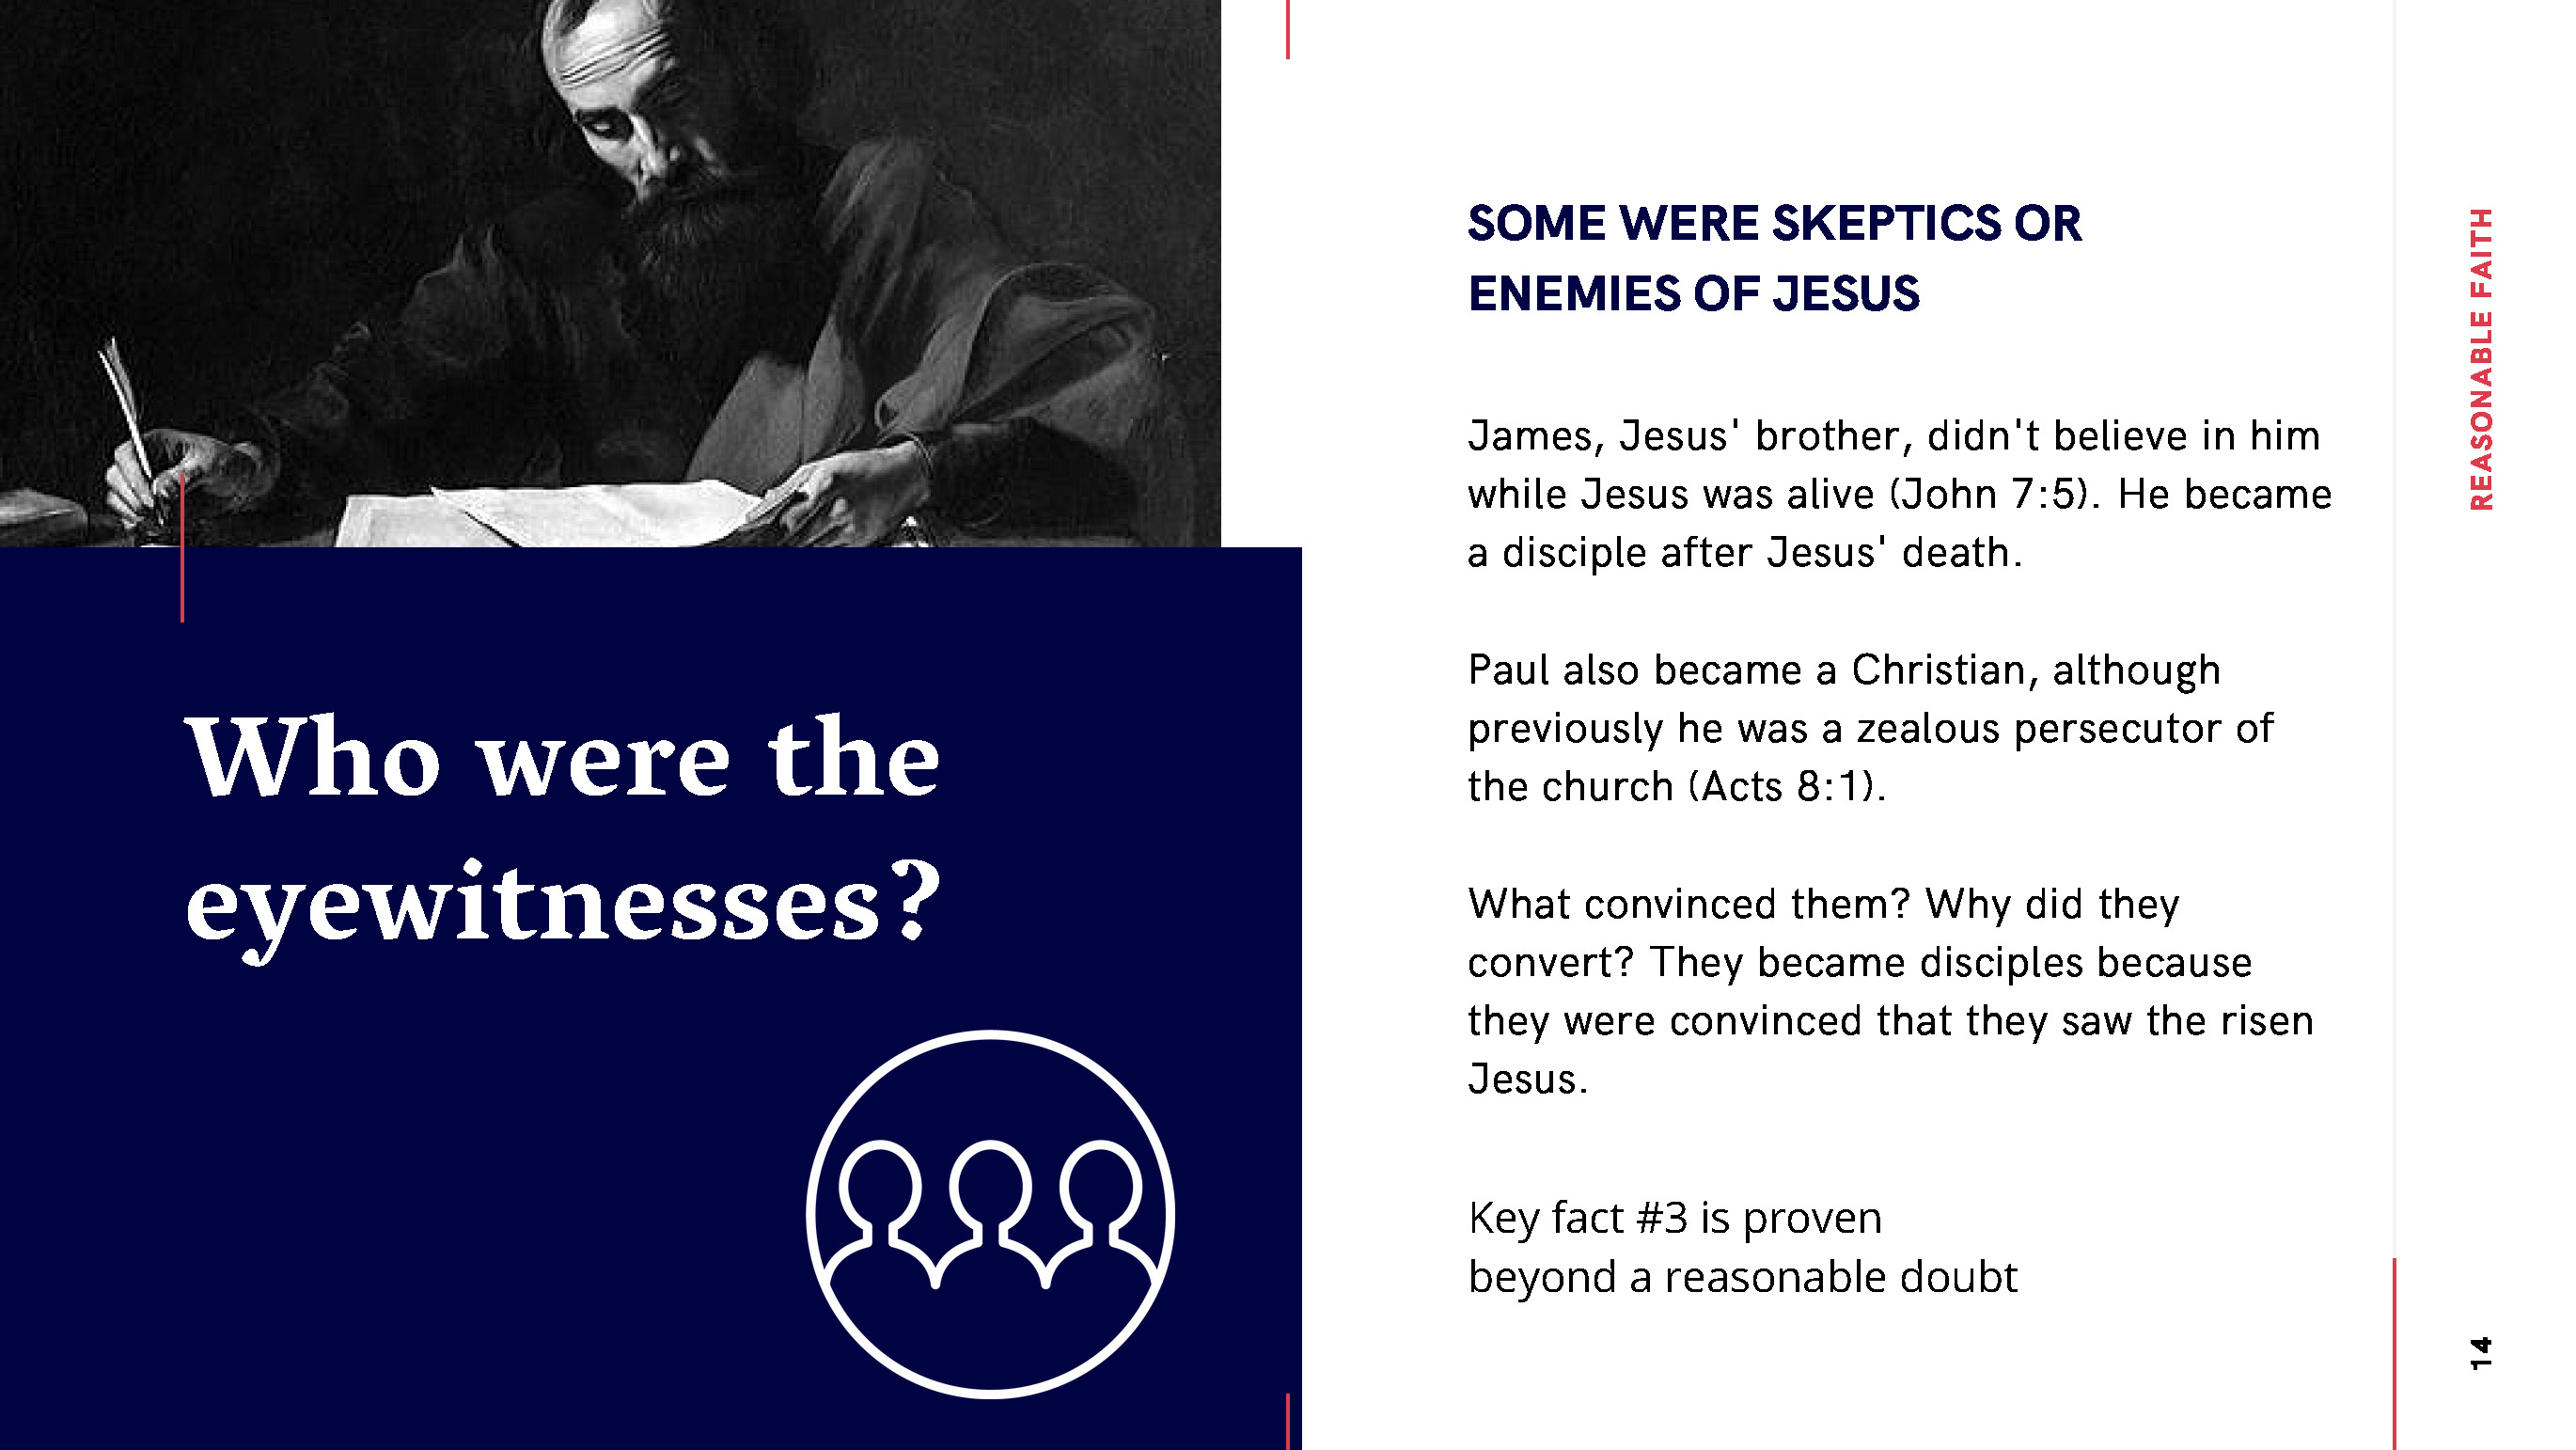 Who were the
eyewitnesses?
SOME WERE SKEPTICS OR
ENEMIES OF JESUS
James, Jesus' brother, didn't believe in him
while Jesus was alive (John 7:5). He became
a disciple after Jesus' death.
Paul also became a Christian, although
previously he was a zealous persecutor of
the church (Acts 8:1).
What convinced them? Why did they
convert? They became disciples because
they were convinced that they saw the risen
Jesus.
Key fact #3 is proven
beyond a reasonable doubt
REASONABLE FAITH
14